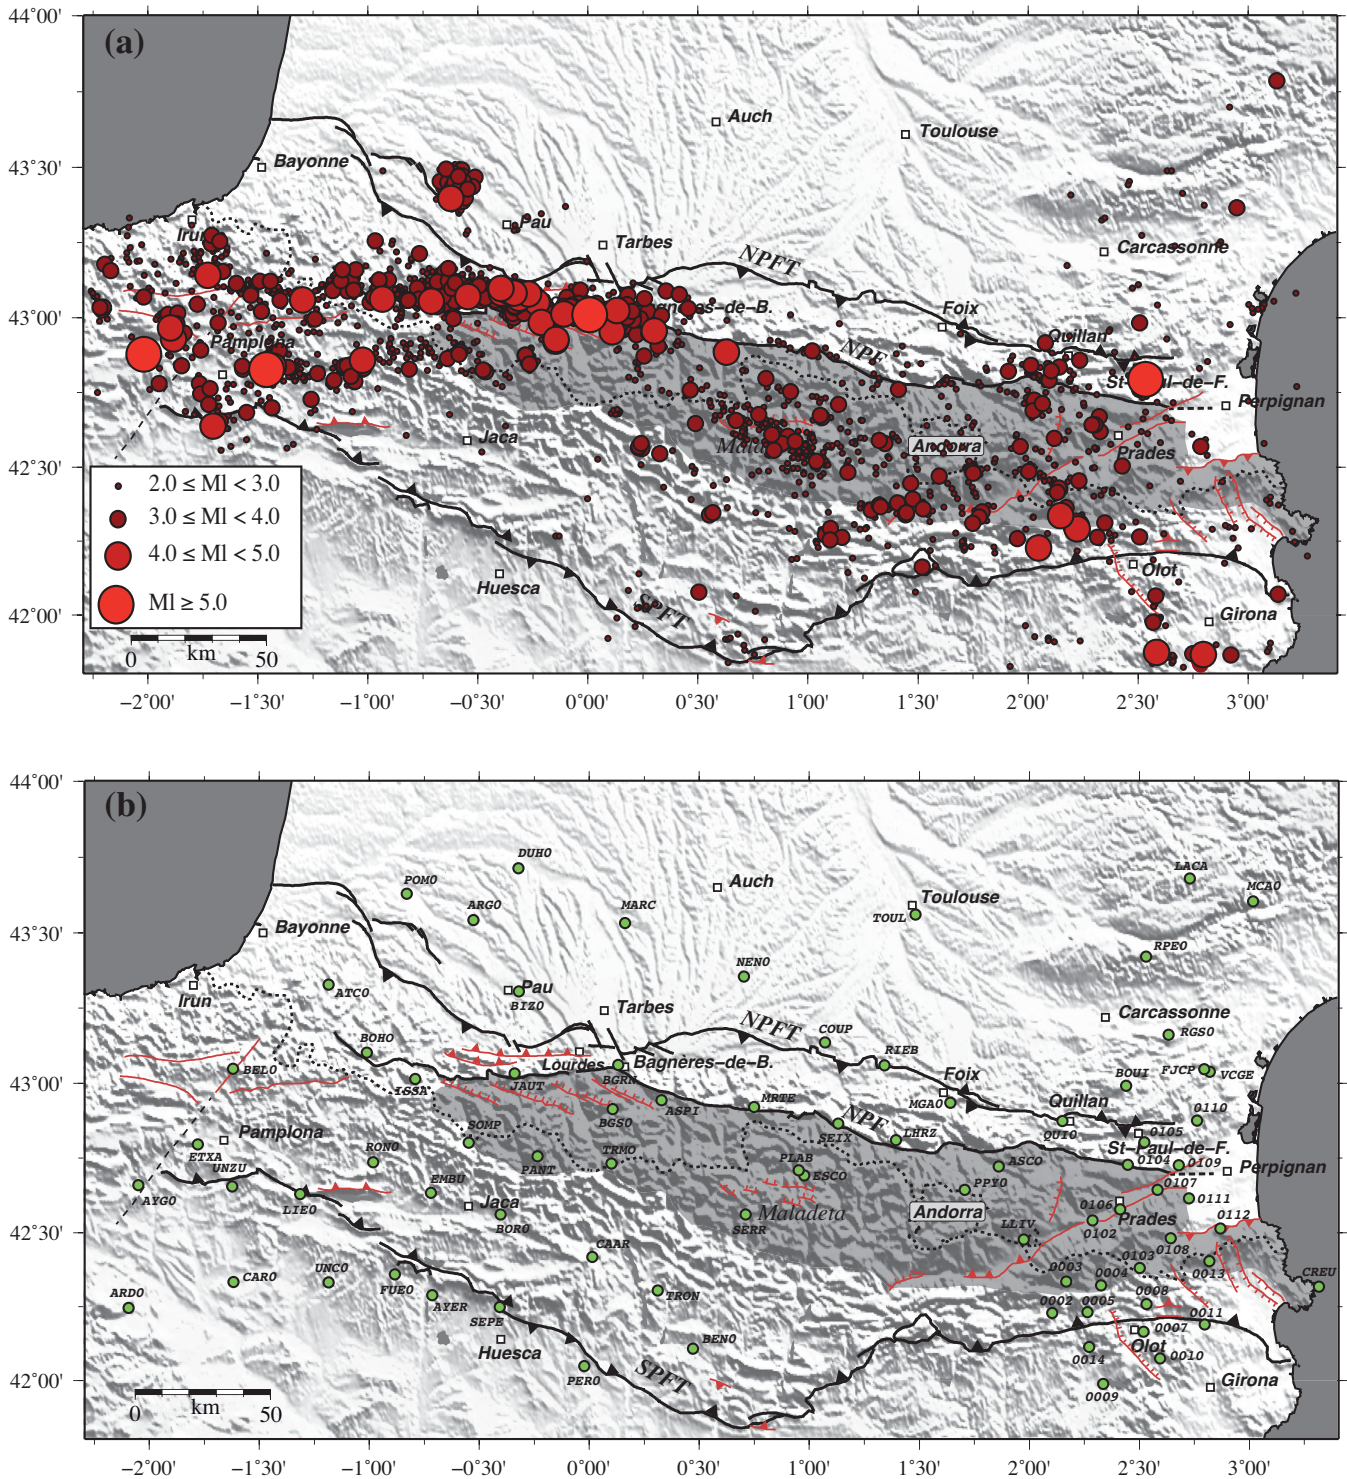 (a)
44°00'
43°30'
43°00'
42°30'
42°00'
Auch
Toulouse
Bayonne
Pau
Irun
Tarbes
Carcassonne
NPFT
Foix
Quillan
NPF
Pamplona
St-Paul-de-F.
Perpignan
Jaca
Andorra
Prades
Huesca
Olot
SPFT
Girona
2.0 ≤ Ml < 3.0
3.0 ≤ Ml < 4.0
4.0 ≤ Ml < 5.0
Ml ≥ 5.0
0 km 50
−2°00' −1°30' −1°00' −0°30' 0°00' 0°30' 1°00' 1°30' 2°00' 2°30' 3°00'
(b)
44°00'
43°30'
43°00'
42°30'
42°00'
DUHO
POMO
ARGO
MARC
Auch
Toulouse
TOUL
LACA
MCAO
Bayonne
NENO
RPEO
Irun
ATCO
Pau
BIZO
Tarbes
Carcassonne
RGSO
NPFT
COUP
BOHO
Lourdes
Bagnères-de-B.
RIEB
BELO
ISSA
JAUT
BGRN
Foix
BOUI
FJCP
VCGE
ASPI
MRTE
MGAO
Quillan
QUIO
0110
BGSO
NPF
SEIX
LHRZ
0105
Pamplona
ETXA
SOMP
St-Paul-de-F.
RONO
PANT
TRMO
PLAB
ESCO
ASCO
0104
0109
Perpignan
UNZU
AYGO
LIEO
EMBU
Jaca
BORO
PPYO
0107
0106
0111
SERR
Maladeta
Andorra
LLIV
Prades
0102
0112
CAAR
0103
0108
0013
CARO
UNCO
FUEO
AYER
TRON
0003
0004
0008
CREU
ARDO
SEPE
0002
0005
0011
Huesca
BENO
0007
Olot
PERO
SPFT
0014
0010
0009
Girona
0 km 50
−2°00' −1°30' −1°00' −0°30' 0°00' 0°30' 1°00' 1°30' 2°00' 2°30' 3°00'